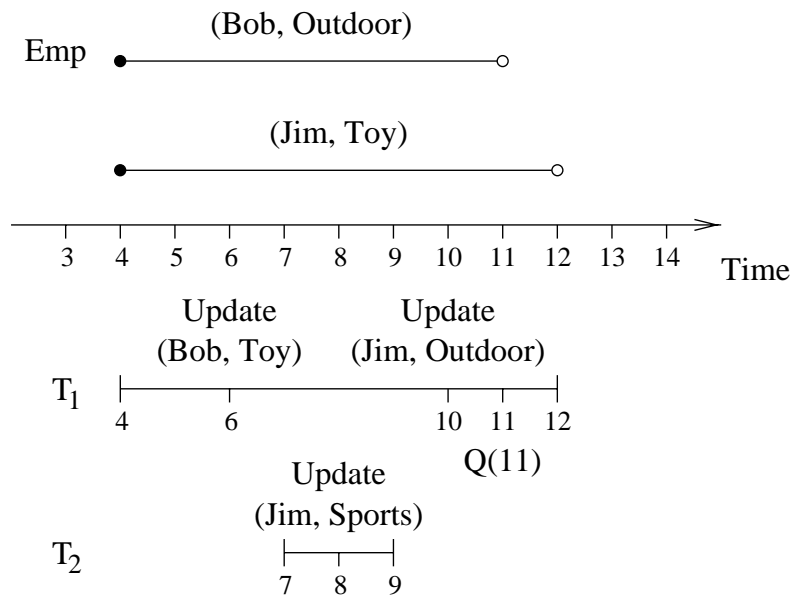 (Bob, Outdoor)
Emp
(Jim, Toy)
3 4 5 6 7 8 9 10 11 12 13 14
Time
Update Update
(Bob, Toy) (Jim, Outdoor)
T1
4 6 10 11 12
Q(11)
Update
(Jim, Sports)
T2
7 8 9